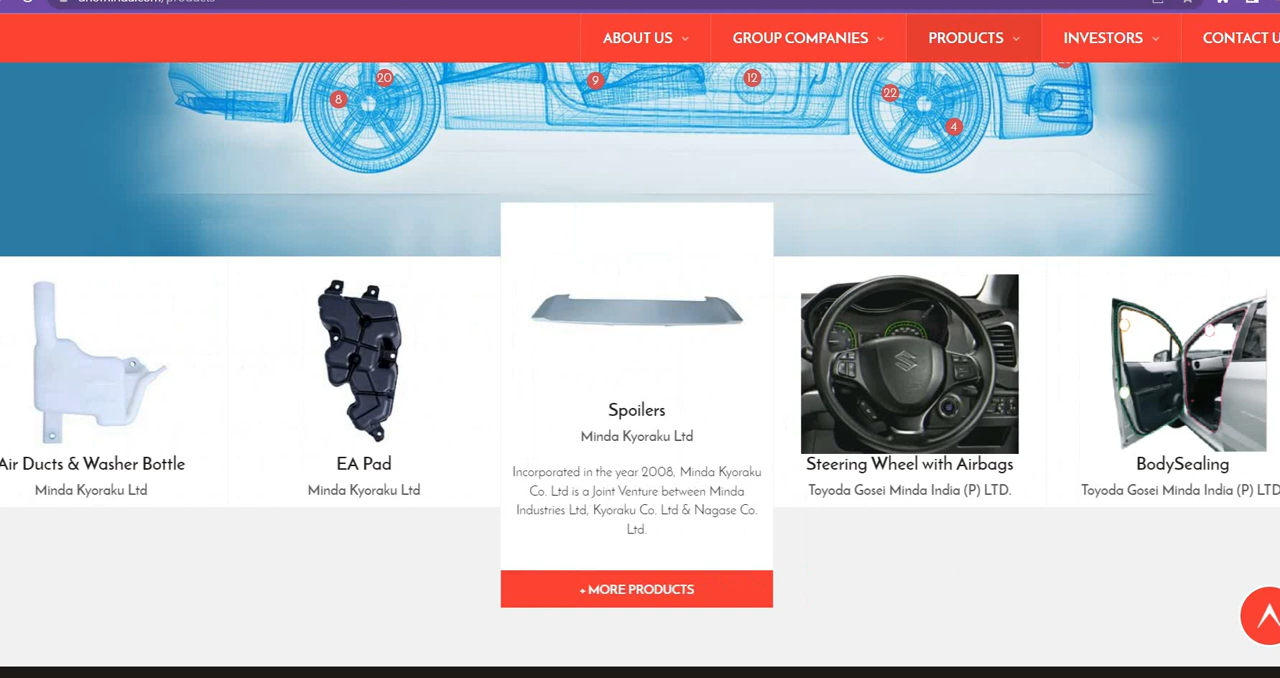 ABOUT US
GROUP COMPANIES
PRODUCTS
INVESTORS
CONTACT U
20
9
12
8
22
4
Spoilers
Minda Kyoraku Ltd
Incorporated in the year 2008, Minda Kyoraku
Co. Ltd is a Joint Venture between Minda
Industries Ltd, Kyoraku Co. Ltd & Nagase Co.
Ltd.
+ MORE PRODUCTS
Air Ducts & Washer Bottle
Minda Kyoraku Ltd
EA Pad
Minda Kyoraku Ltd
Steering Wheel with Airbags
Toyoda Gosei Minda India (P) LTD.
BodySealing
Toyoda Gosei Minda India (P) LTD